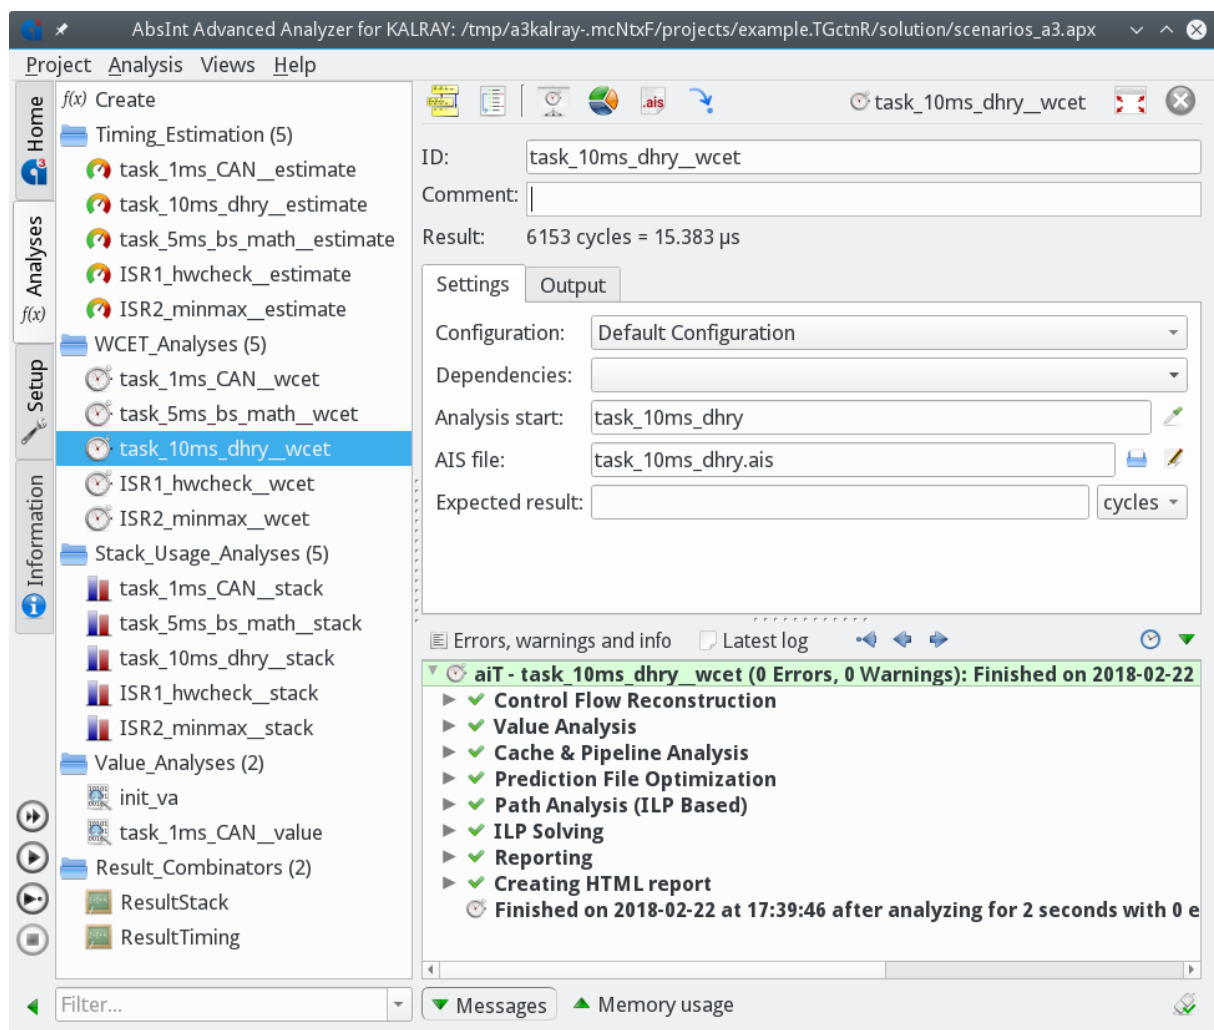 AbsInt Advanced Analyzer for KALRAY: /tmp/a3kalray-.mcNtxF/projects/example.TGctnR/solution/scenarios_a3.apx
Project Analysis Views Help
Home
Analyses
f(x)
Setup
Information
f(x) Create
Timing_Estimation (5)
task_1ms_CAN__estimate
task_10ms_dhry__estimate
task_5ms_bs_math__estimate
ISR1_hwcheck__estimate
ISR2_minmax__estimate
WCET_Analyses (5)
task_1ms_CAN__wcet
task_5ms_bs_math__wcet
task_10ms_dhry__wcet
ISR1_hwcheck__wcet
ISR2_minmax__wcet
Stack_Usage_Analyses (5)
task_1ms_CAN__stack
task_5ms_bs_math__stack
task_10ms_dhry__stack
ISR1_hwcheck__stack
ISR2_minmax__stack
Value_Analyses (2)
init_va
task_1ms_CAN__value
Result_Combinators (2)
ResultStack
ResultTiming
Filter...
.ais
task_10ms_dhry__wcet
ID: task_10ms_dhry__wcet
Comment:
Result: 6153 cycles = 15.383 µs
Settings Output
Configuration: Default Configuration
Dependencies:
Analysis start: task_10ms_dhry
AIS file: task_10ms_dhry.ais
Expected result: cycles
Errors, warnings and info Latest log
aiT - task_10ms_dhry__wcet (0 Errors, 0 Warnings): Finished on 2018-02-22
Control Flow Reconstruction
Value Analysis
Cache & Pipeline Analysis
Prediction File Optimization
Path Analysis (ILP Based)
ILP Solving
Reporting
Creating HTML report
Finished on 2018-02-22 at 17:39:46 after analyzing for 2 seconds with 0 e
Messages Memory usage